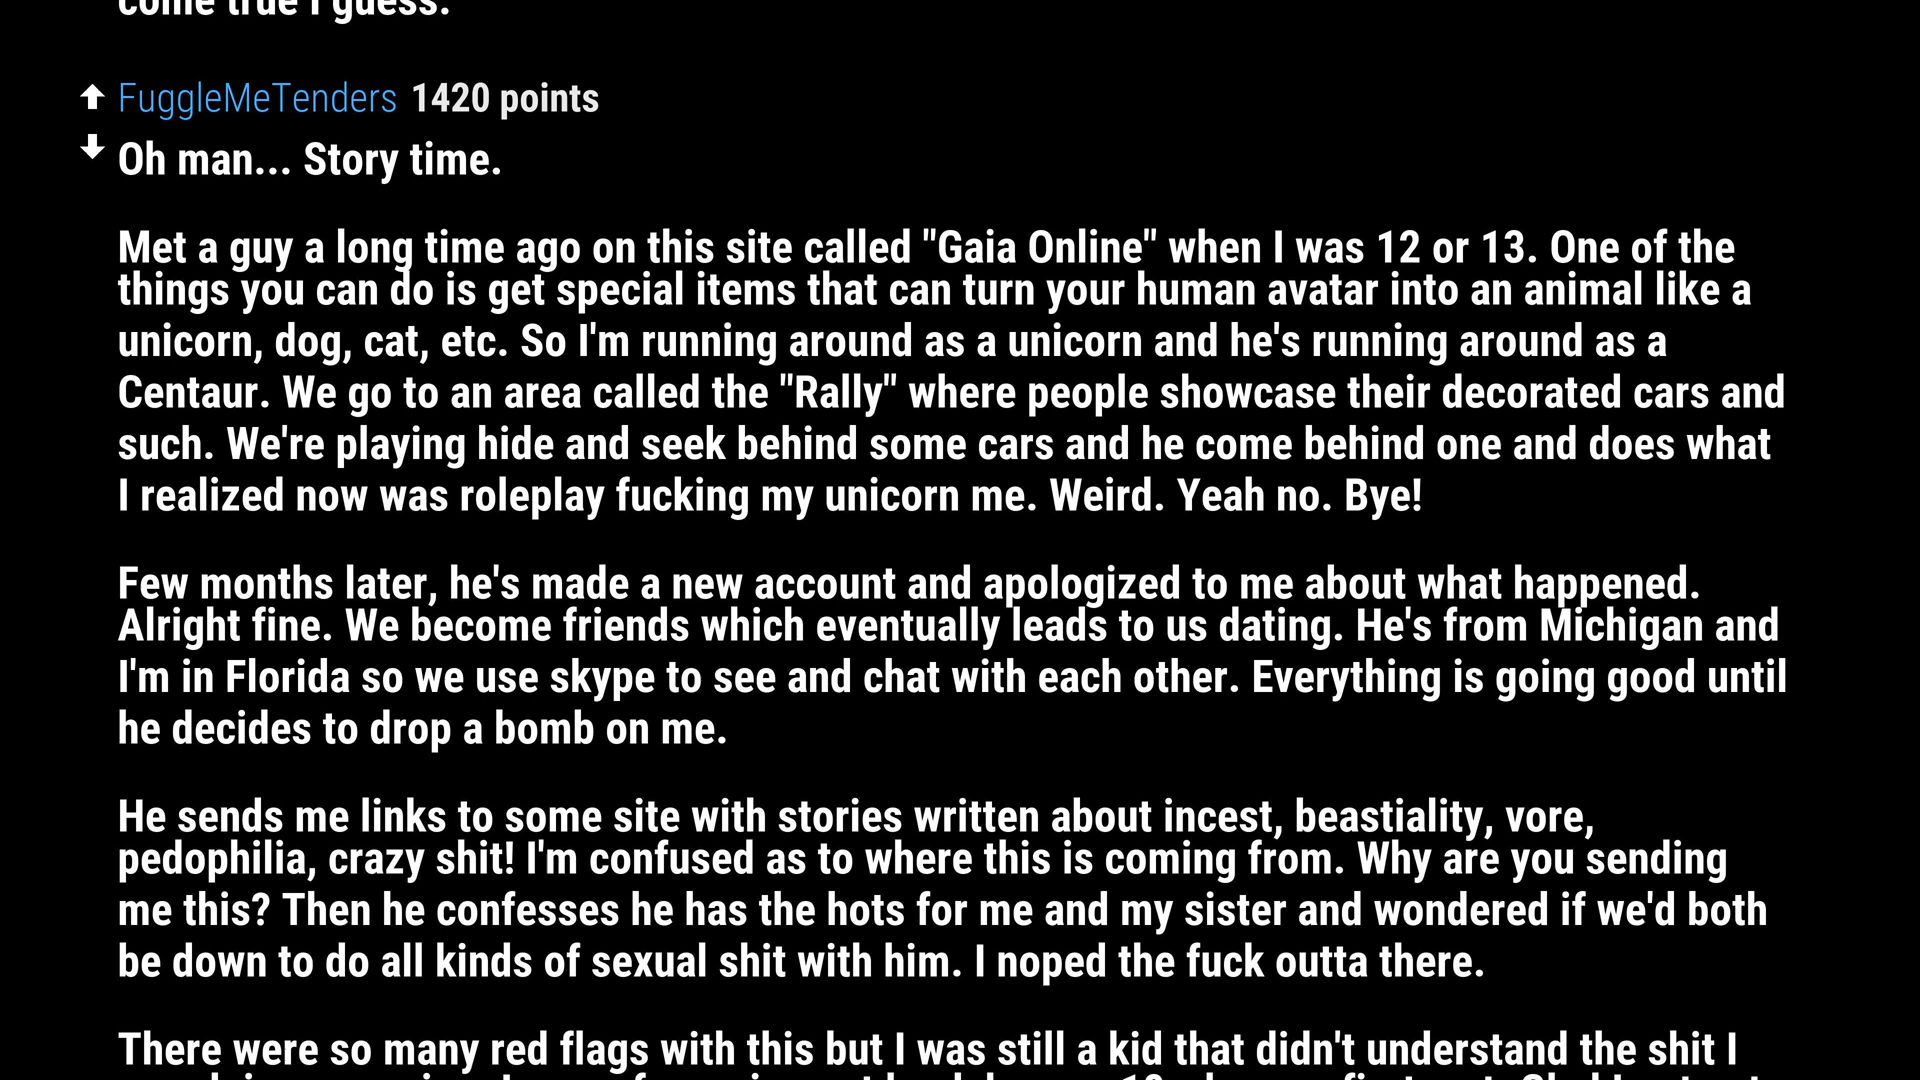 come true I guess.
FuggleMeTenders 1420 points
Oh man... Story time.
Met a guy a long time ago on this site called "Gaia Online" when I was 12 or 13. One of the
things you can do is get special items that can turn your human avatar into an animal like a
unicorn, dog, cat, etc. So I'm running around as a unicorn and he's running around as a
Centaur. We go to an area called the "Rally" where people showcase their decorated cars and
such. We're playing hide and seek behind some cars and he come behind one and does what
I realized now was roleplay fucking my unicorn me. Weird. Yeah no. Bye!
Few months later, he's made a new account and apologized to me about what happened.
Alright fine. We become friends which eventually leads to us dating. He's from Michigan and
I'm in Florida so we use skype to see and chat with each other. Everything is going good until
he decides to drop a bomb on me.
He sends me links to some site with stories written about incest, beastiality, vore,
pedophilia, crazy shit! I'm confused as to where this is coming from. Why are you sending
me this? Then he confesses he has the hots for me and my sister and wondered if we'd both
be down to do all kinds of sexual shit with him. I noped the fuck outta there.
There were so many red flags with this but I was still a kid that didn't understand the shit I